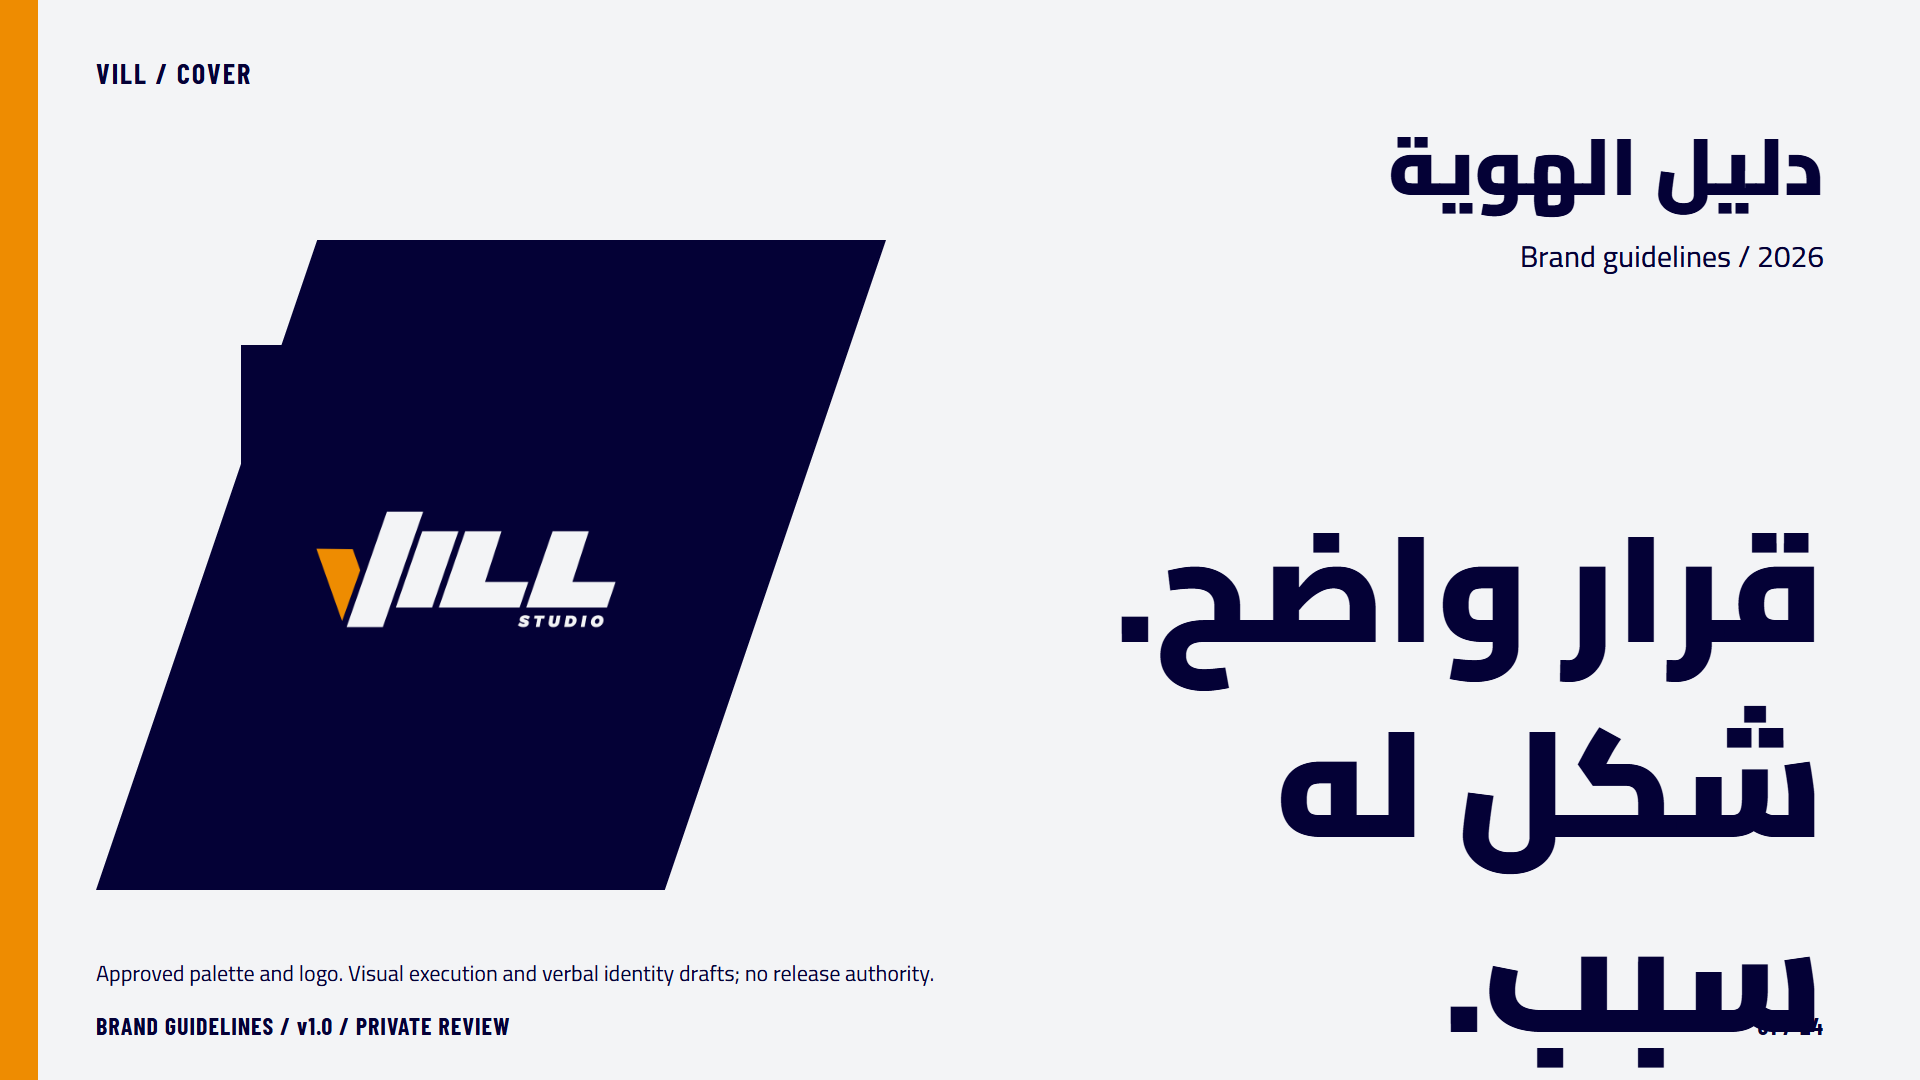 VILL / COVER
دليل الهوية
Brand guidelines / 2026
VILL
STUDIO
قرار واضح.
شكل له
سبب.
Approved palette and logo. Visual execution and verbal identity drafts; no release authority.
BRAND GUIDELINES / v1.0 / PRIVATE REVIEW